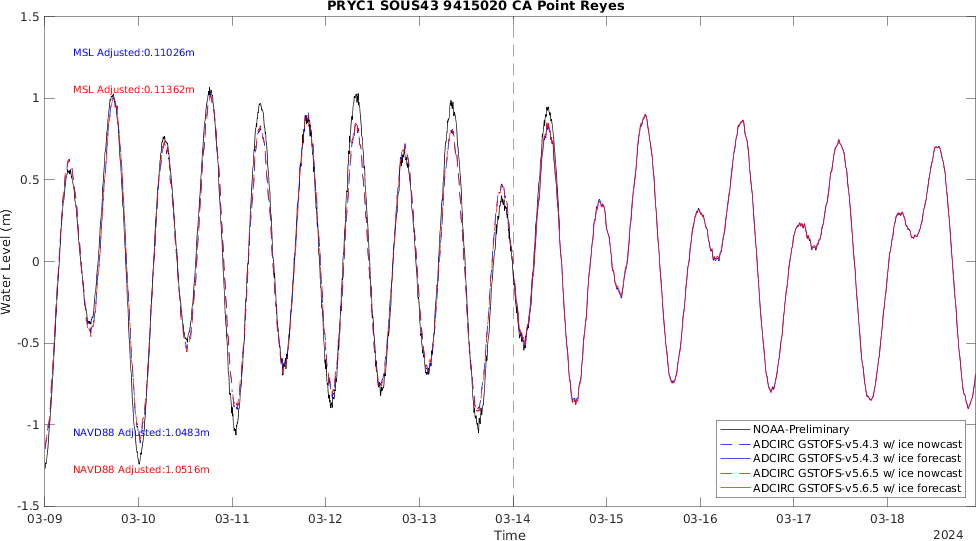 PRYC1 SOUS43 9415020 CA Point Reyes
1.5
MSL Adjusted:0.11026m
1
MSL Adjusted:0.11362m
0.5
Water Level (m)
0
-0.5
-1
NAVD88 Adjusted:1.0483m
NOAA-Preliminary
ADCIRC GSTOFS-v5.4.3 w/ ice nowcast
ADCIRC GSTOFS-v5.4.3 w/ ice forecast
NAVD88 Adjusted:1.0516m
ADCIRC GSTOFS-v5.6.5 w/ ice nowcast
ADCIRC GSTOFS-v5.6.5 w/ ice forecast
-1.5
03-09 03-10 03-11 03-12 03-13 03-14 03-15 03-16 03-17 03-18
Time
2024